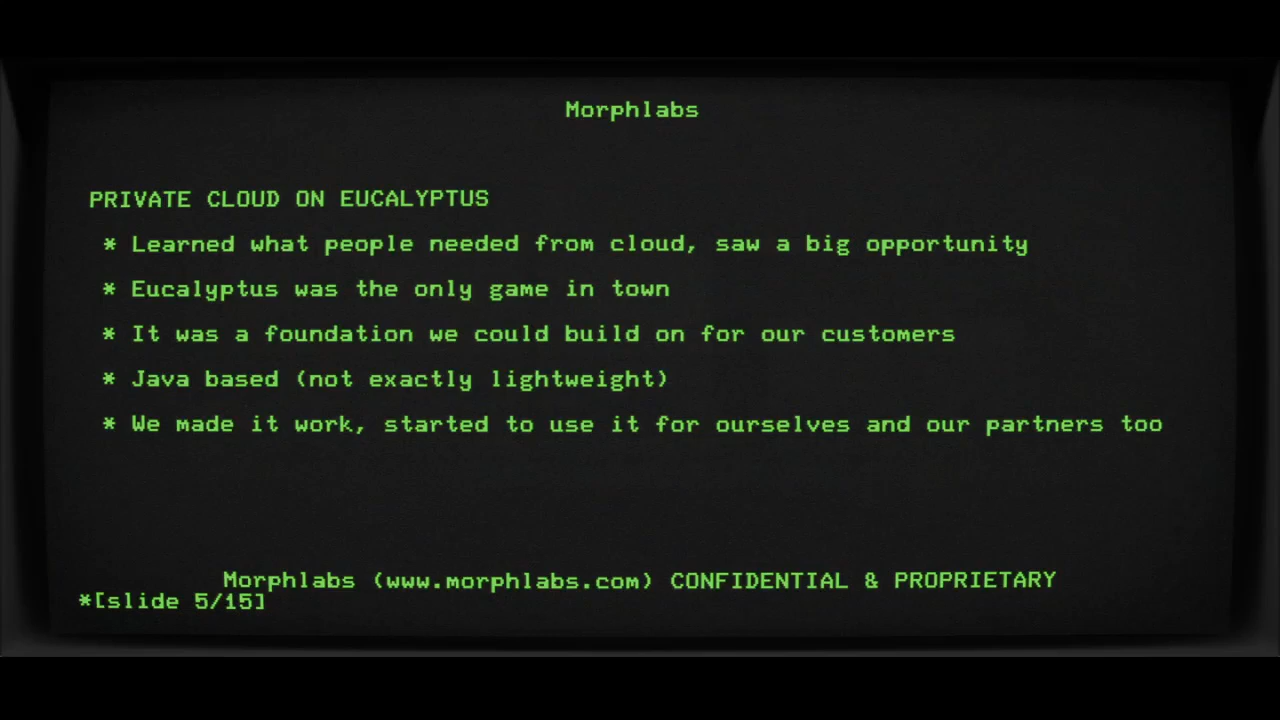 Morphlabs
PRIVATE CLOUD ON EUCALYPTUS
* Learned what people needed from cloud, saw a big opportunity
* Eucalyptus was the only game in town
* It was a foundation we could build on for our customers
* Java based (not exactly lightweight)
* We made it work, started to use it for ourselves and our partners too
Morphlabs (www.morphlabs.com) CONFIDENTIAL & PROPRIETARY
*[slide 5/15]